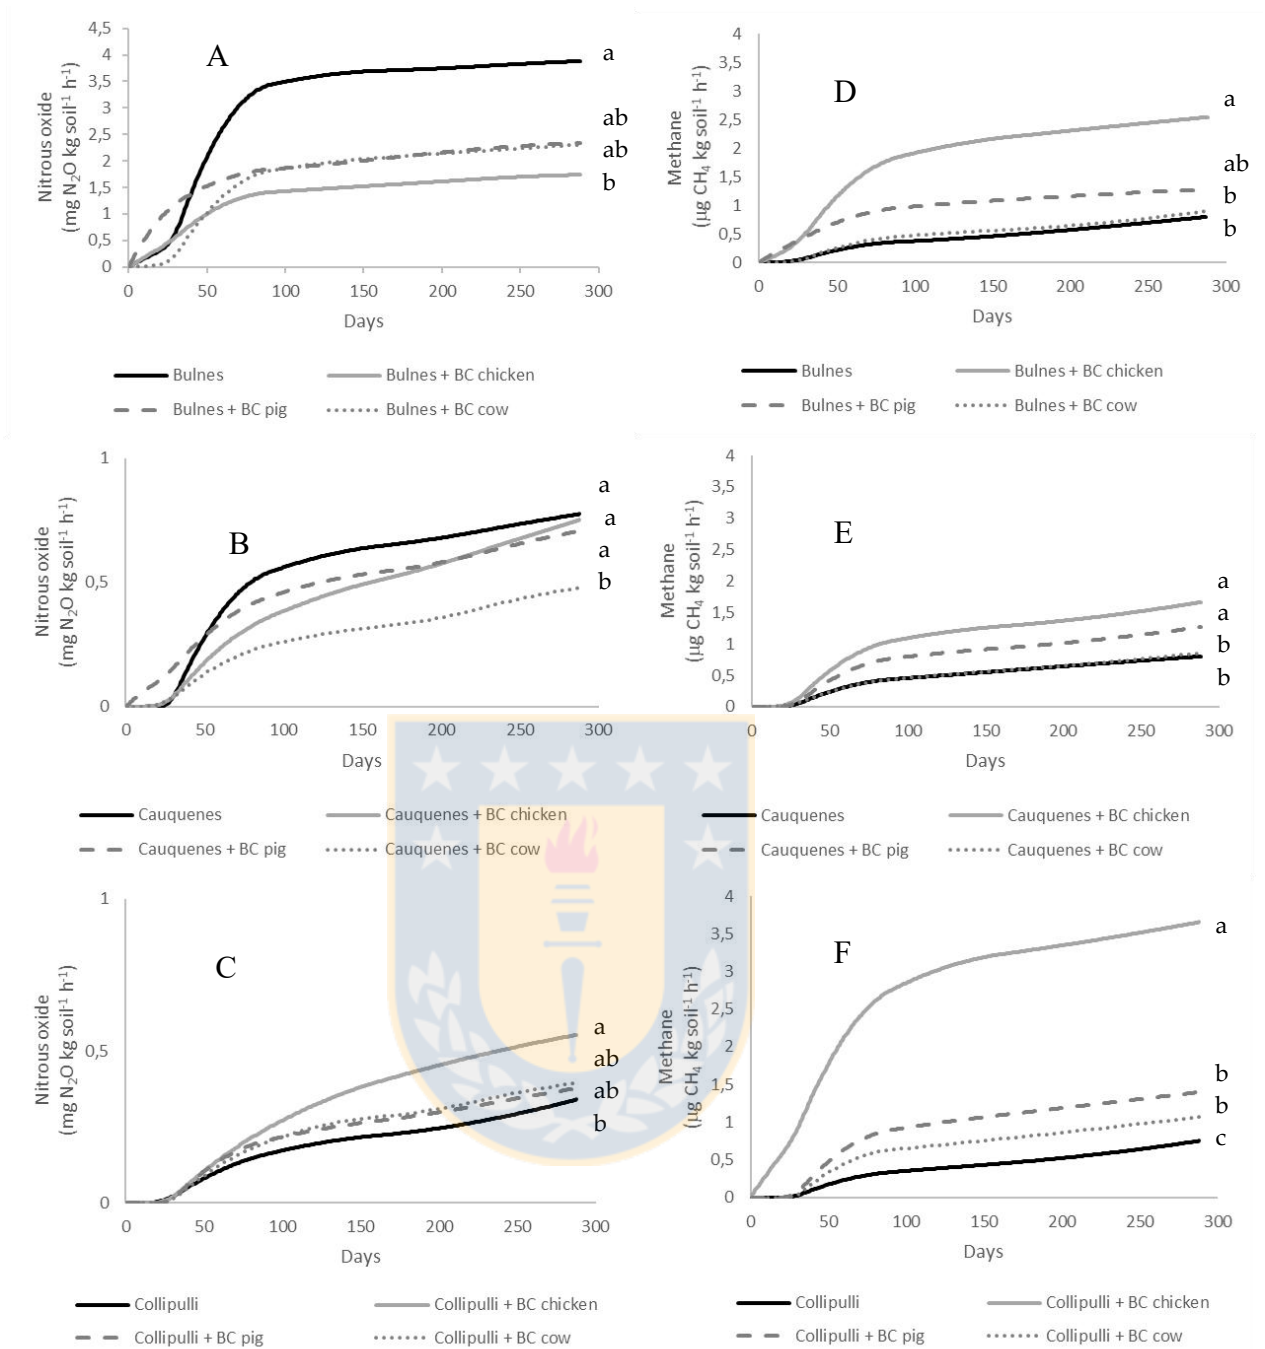 A
Nitrous oxide
(mg N₂O kg soil⁻¹ h⁻¹)
4,5
4
3,5
3
2,5
2
1,5
1
0,5
0
a
ab
ab
b
0 50 100 150 200 250 300
Days
Bulnes
Bulnes + BC chicken
Bulnes + BC pig
Bulnes + BC cow
D
Methane
(µg CH₄ kg soil⁻¹ h⁻¹)
4
3,5
3
2,5
2
1,5
1
0,5
0
a
ab
b
b
0 50 100 150 200 250 300
Days
Bulnes
Bulnes + BC chicken
Bulnes + BC pig
Bulnes + BC cow
B
Nitrous oxide
(mg N₂O kg soil⁻¹ h⁻¹)
1
0,5
0
a
a
a
b
0 50 100 150 200 250 300
Days
Cauquenes
Cauquenes + BC chicken
Cauquenes + BC pig
Cauquenes + BC cow
E
Methane
(µg CH₄ kg soil⁻¹ h⁻¹)
4
3,5
3
2,5
2
1,5
1
0,5
0
a
a
b
b
0 50 100 150 200 250 300
Days
Cauquenes
Cauquenes + BC chicken
Cauquenes + BC pig
Cauquenes + BC cow
C
Nitrous oxide
(mg N₂O kg soil⁻¹ h⁻¹)
1
0,5
0
a
ab
ab
b
0 50 100 150 200 250 300
Days
Collipulli
Collipulli + BC chicken
Collipulli + BC pig
Collipulli + BC cow
F
Methane
(µg CH₄ kg soil⁻¹ h⁻¹)
4
3,5
3
2,5
2
1,5
1
0,5
0
a
b
b
c
0 50 100 150 200 250 300
Days
Collipulli
Collipulli + BC chicken
Collipulli + BC pig
Collipulli + BC cow